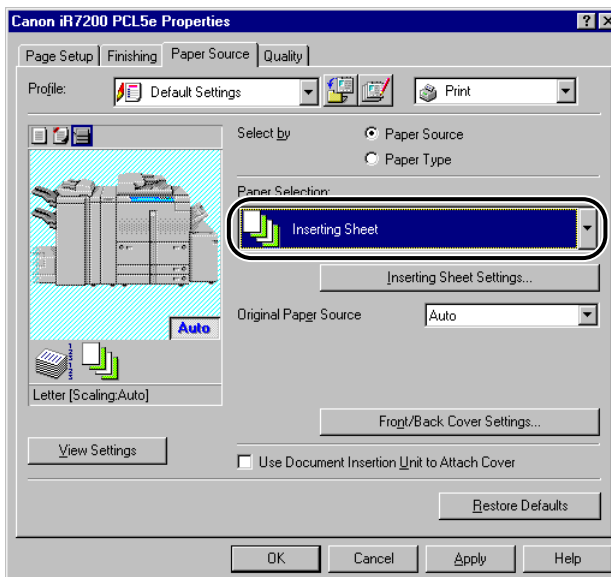 Canon iR7200 PCL5e Properties
Page Setup Finishing Paper Source Quality
Profile: Default Settings Print
Select by Paper Source
Paper Type
Paper Selection:
Inserting Sheet
Inserting Sheet Settings...
Original Paper Source Auto
Auto
Letter [Scaling:Auto]
Front/Back Cover Settings...
View Settings
Use Document Insertion Unit to Attach Cover
Restore Defaults
OK Cancel Apply Help